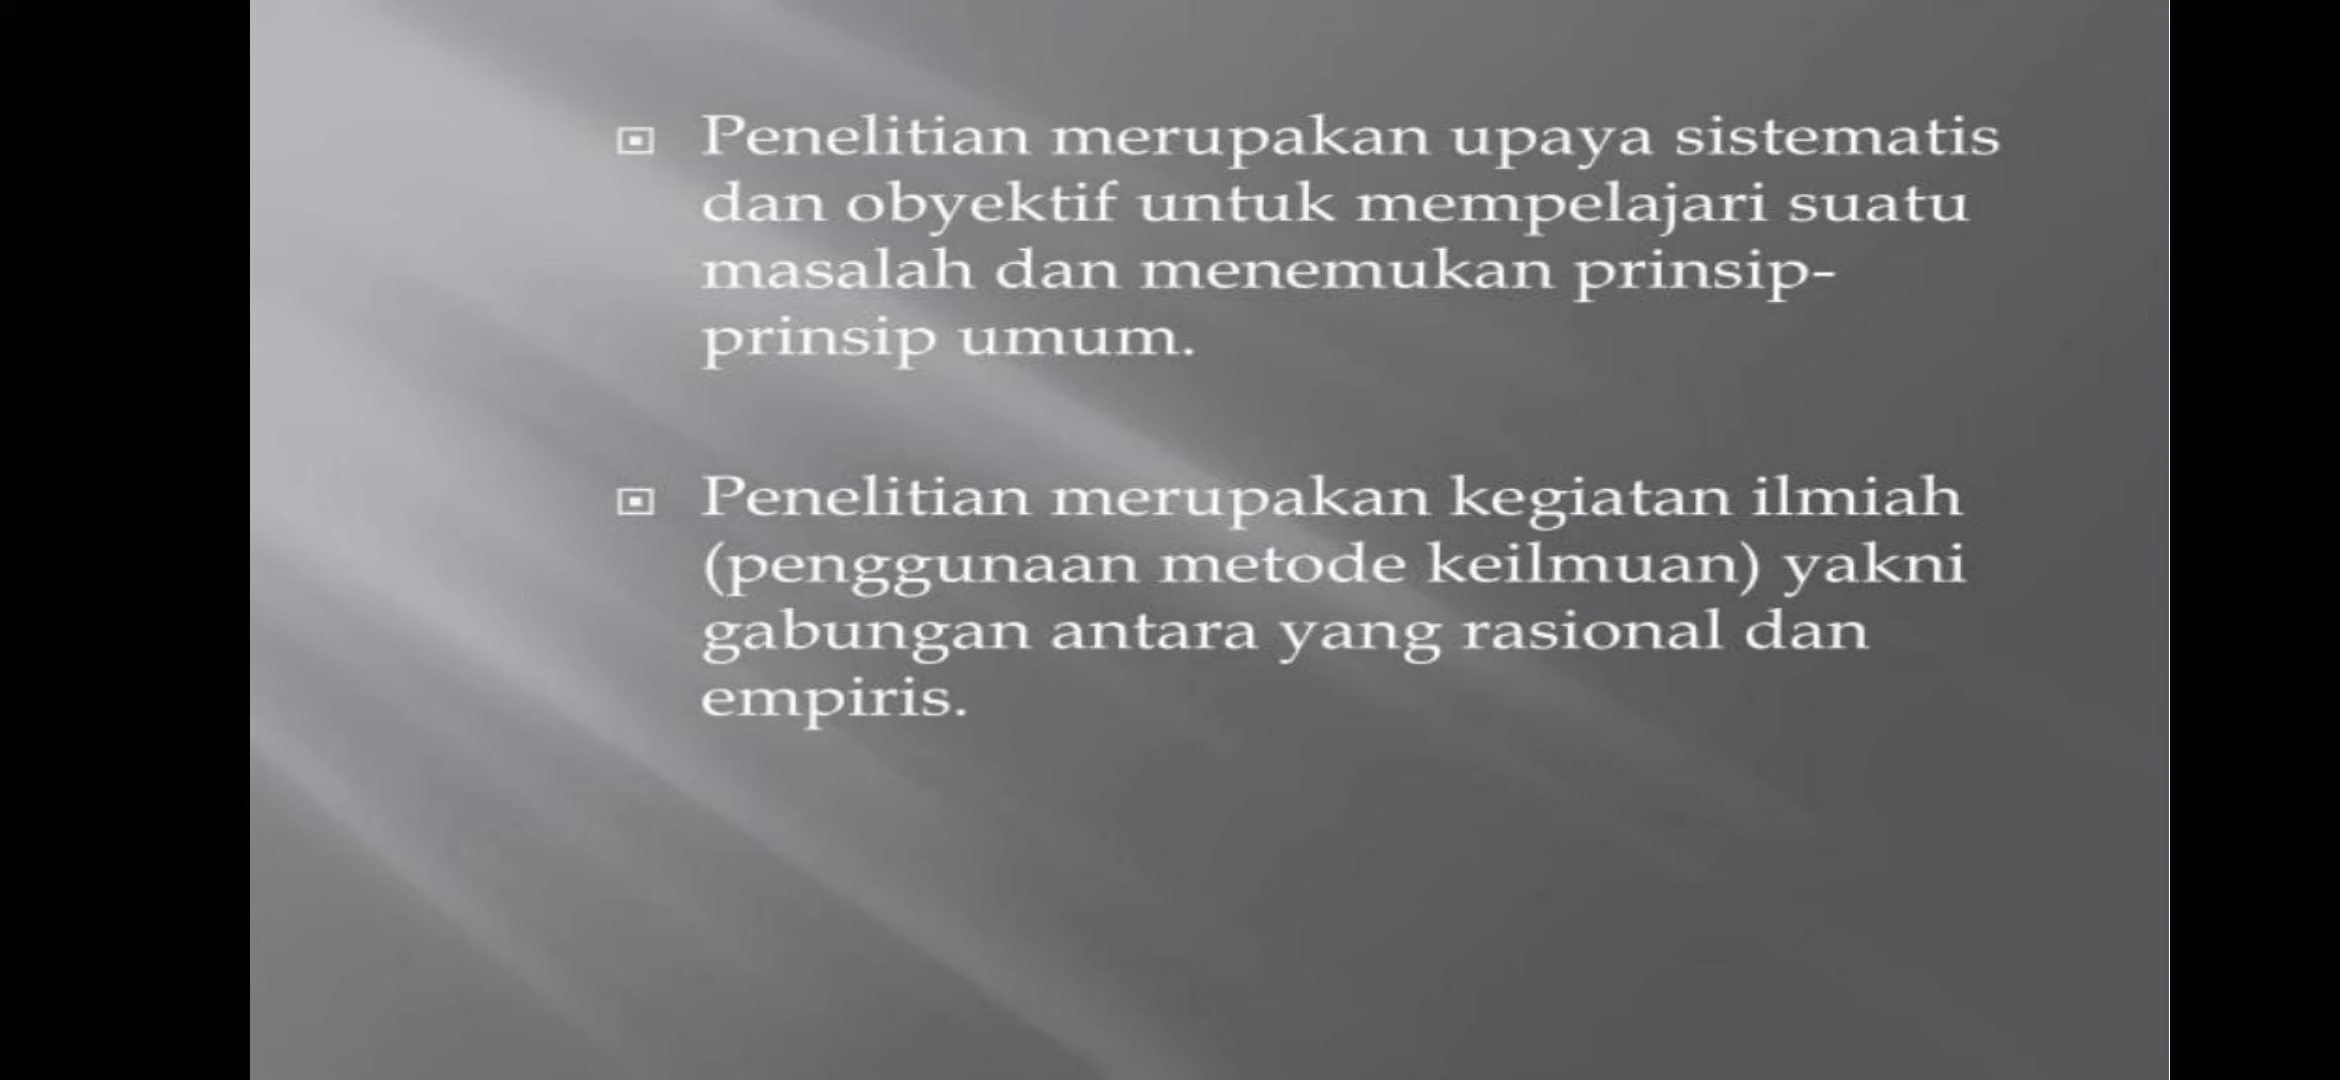 Penelitian merupakan upaya sistematis
dan obyektif untuk mempelajari suatu
masalah dan menemukan prinsip-
prinsip umum.
Penelitian merupakan kegiatan ilmiah
(penggunaan metode keilmuan) yakni
gabungan antara yang rasional dan
empiris.